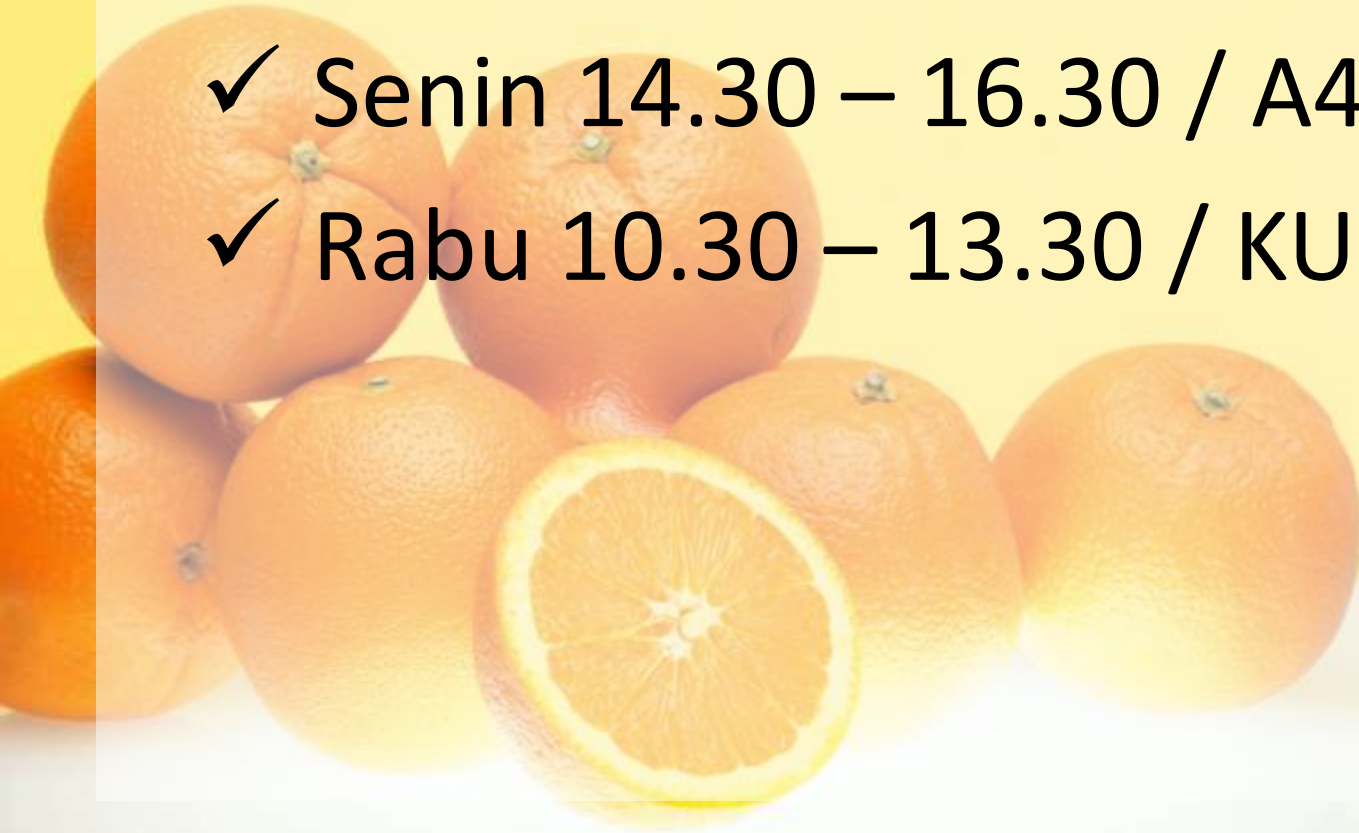 ✓ Senin 14.30 – 16.30 / A4
✓ Rabu 10.30 – 13.30 / KU